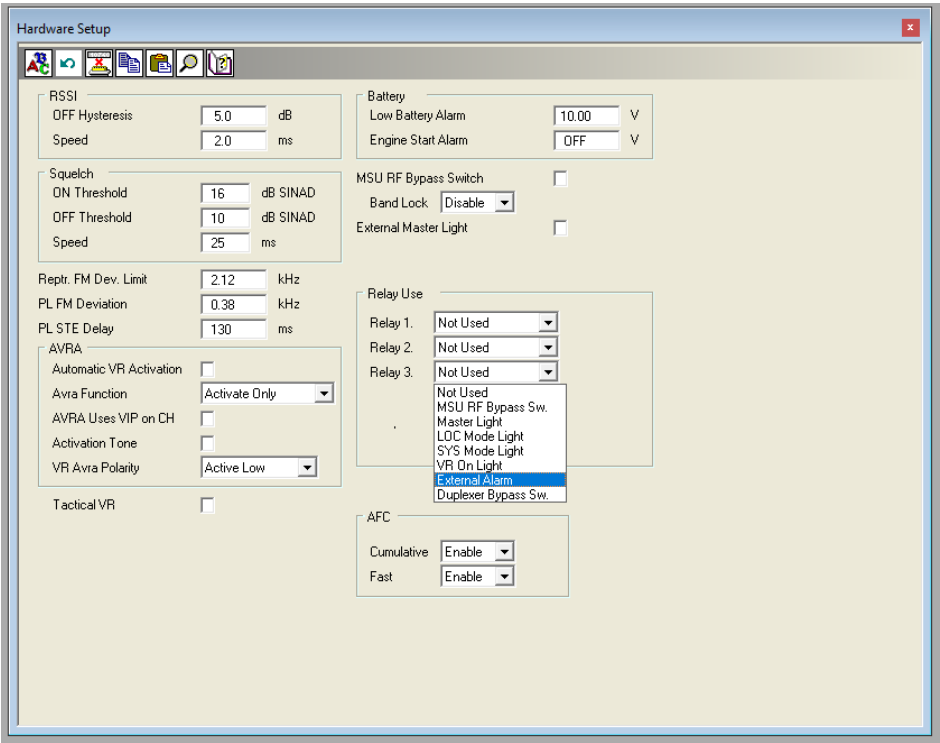 Hardware Setup
RSSI
OFF Hysteresis 5.0 dB
Speed 2.0 ms
Squelch
ON Threshold 16 dB SINAD
OFF Threshold 10 dB SINAD
Speed 25 ms
Reptr. FM Dev. Limit 2.12 kHz
PL FM Deviation 0.38 kHz
PL STE Delay 130 ms
AVRA
Automatic VR Activation
Avra Function Activate Only
AVRA Uses VIP on CH
Activation Tone
VR Avra Polarity Active Low
Tactical VR
Battery
Low Battery Alarm 10.00 V
Engine Start Alarm OFF V
MSU RF Bypass Switch
Band Lock Disable
External Master Light
Relay Use
Relay 1. Not Used
Relay 2. Not Used
Relay 3. Not Used
Not Used
MSU RF Bypass Sw.
Master Light
LOC Mode Light
SYS Mode Light
VR On Light
External Alarm
Duplexer Bypass Sw.
AFC
Cumulative Enable
Fast Enable